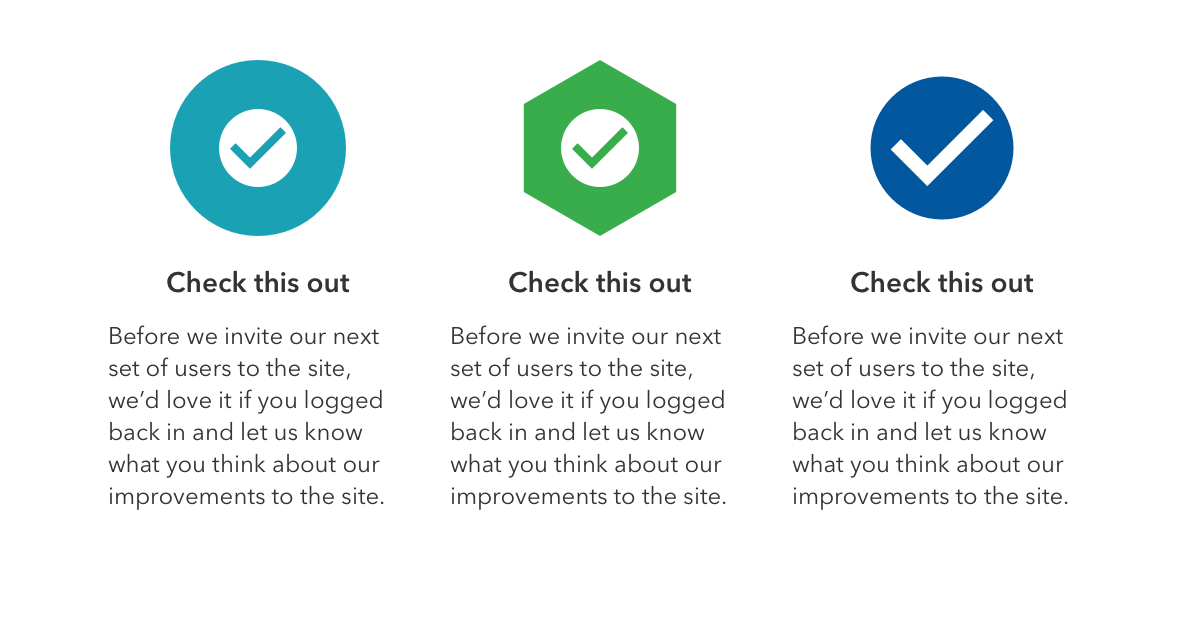 Check this out
Before we invite our next
set of users to the site,
we’d love it if you logged
back in and let us know
what you think about our
improvements to the site.
Check this out
Before we invite our next
set of users to the site,
we’d love it if you logged
back in and let us know
what you think about our
improvements to the site.
Check this out
Before we invite our next
set of users to the site,
we’d love it if you logged
back in and let us know
what you think about our
improvements to the site.